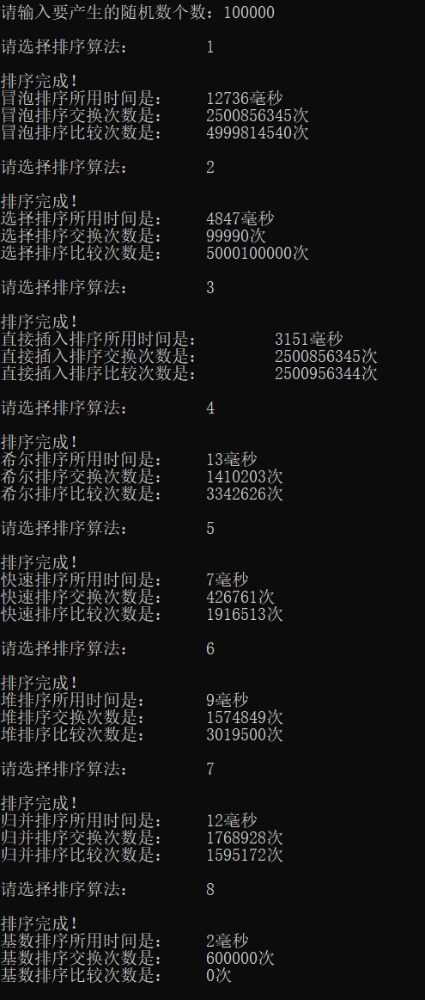 请输入要产生的随机数个数：100000
请选择排序算法： 1
排序完成！
冒泡排序所用时间是： 12736毫秒
冒泡排序交换次数是： 2500856345次
冒泡排序比较次数是： 4999814540次
请选择排序算法： 2
排序完成！
选择排序所用时间是： 4847毫秒
选择排序交换次数是： 99990次
选择排序比较次数是： 5000100000次
请选择排序算法： 3
排序完成！
直接插入排序所用时间是： 3151毫秒
直接插入排序交换次数是： 2500856345次
直接插入排序比较次数是： 2500956344次
请选择排序算法： 4
排序完成！
希尔排序所用时间是： 13毫秒
希尔排序交换次数是： 1410203次
希尔排序比较次数是： 3342626次
请选择排序算法： 5
排序完成！
快速排序所用时间是： 7毫秒
快速排序交换次数是： 426761次
快速排序比较次数是： 1916513次
请选择排序算法： 6
排序完成！
堆排序所用时间是： 9毫秒
堆排序交换次数是： 1574849次
堆排序比较次数是： 3019500次
请选择排序算法： 7
排序完成！
归并排序所用时间是： 12毫秒
归并排序交换次数是： 1768928次
归并排序比较次数是： 1595172次
请选择排序算法： 8
排序完成！
基数排序所用时间是： 2毫秒
基数排序交换次数是： 600000次
基数排序比较次数是： 0次